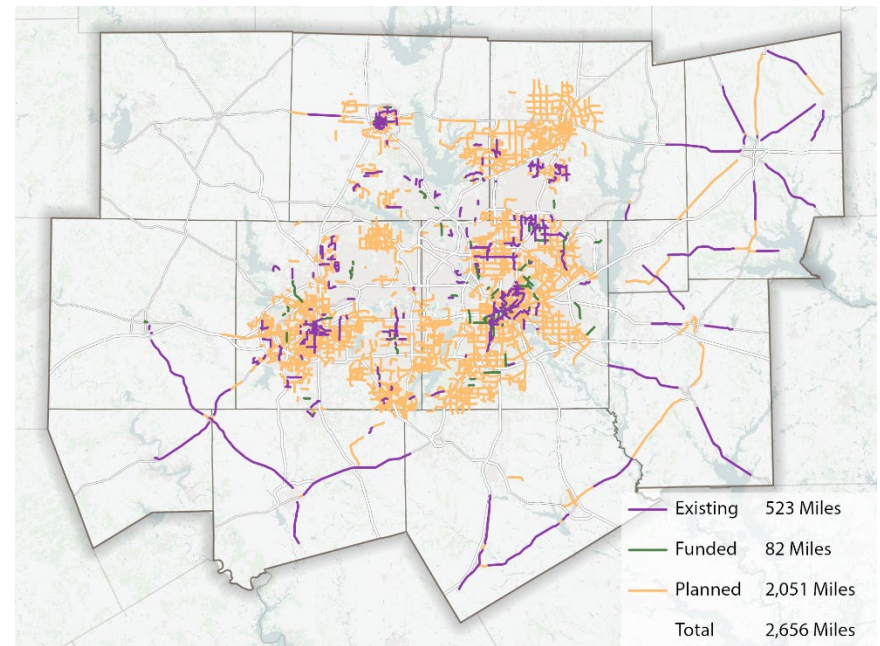 Existing 523 Miles
Funded 82 Miles
Planned 2,051 Miles
Total 2,656 Miles